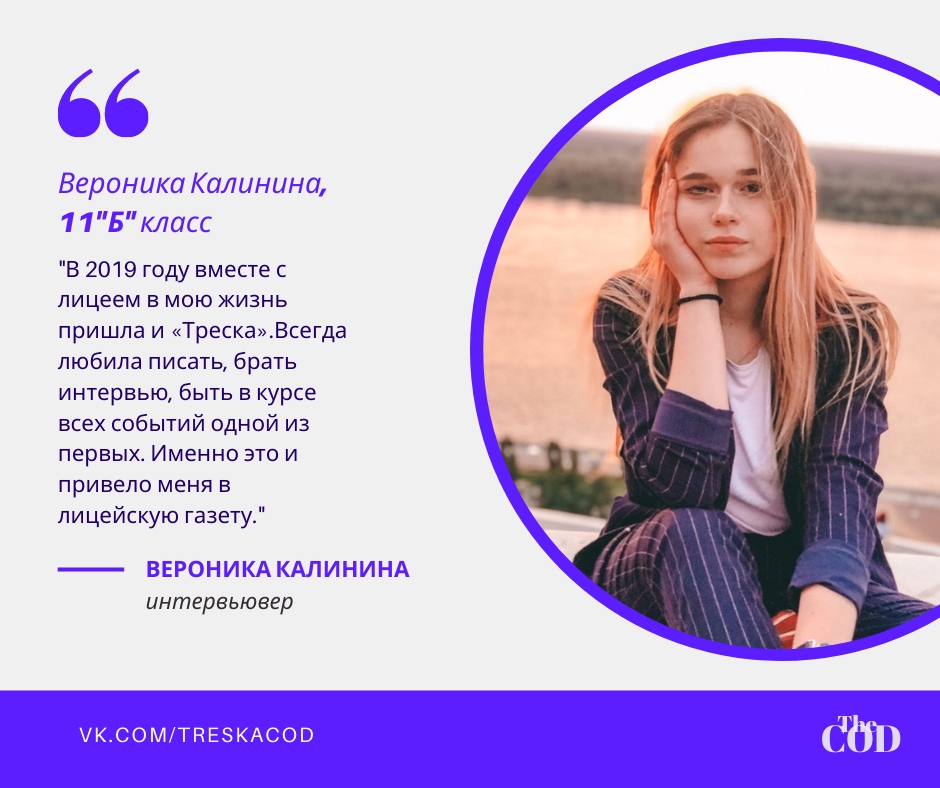 Вероника Калинина,
11"Б" класс
"В 2019 году вместе с
лицеем в мою жизнь
пришла и «Треска».Всегда
любила писать, брать
интервью, быть в курсе
всех событий одной из
первых. Именно это и
привело меня в
лицейскую газету."
ВЕРОНИКА КАЛИНИНА
интервьювер
VK.COM/TRESKACOD
The
COD